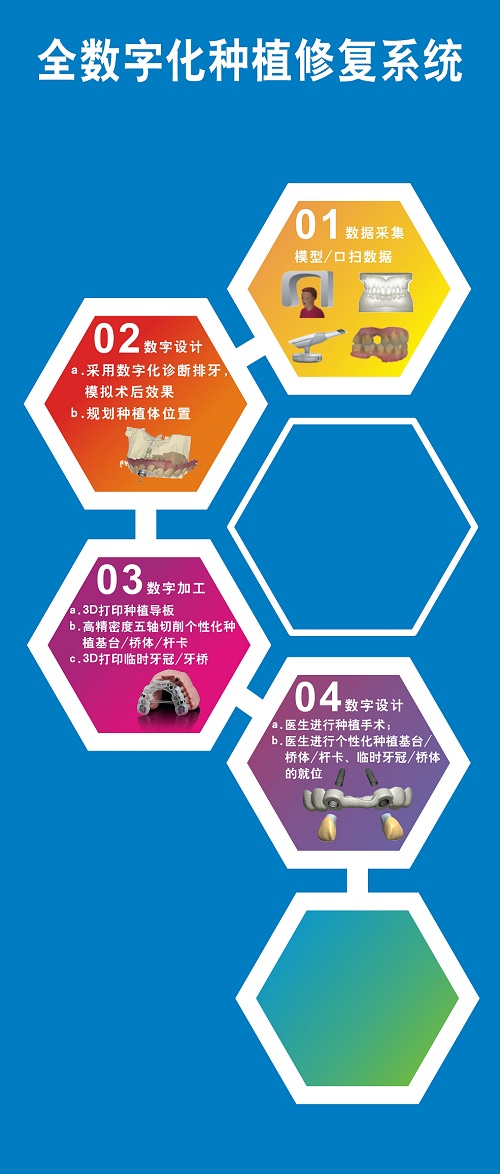 全数字化种植修复系统
01 数据采集
模型/口扫数据
02 数字设计
a.采用数字化诊断排牙,
模拟术后效果
b.规划种植体位置
03 数字加工
a.3D打印种植导板
b.高精密度五轴切削个性化种
植基台/桥体/杆卡
c.3D打印临时牙冠/牙桥
04 数字设计
a.医生进行种植手术;
b.医生进行个性化种植基台/
桥体/杆卡、临时牙冠/桥体
的就位